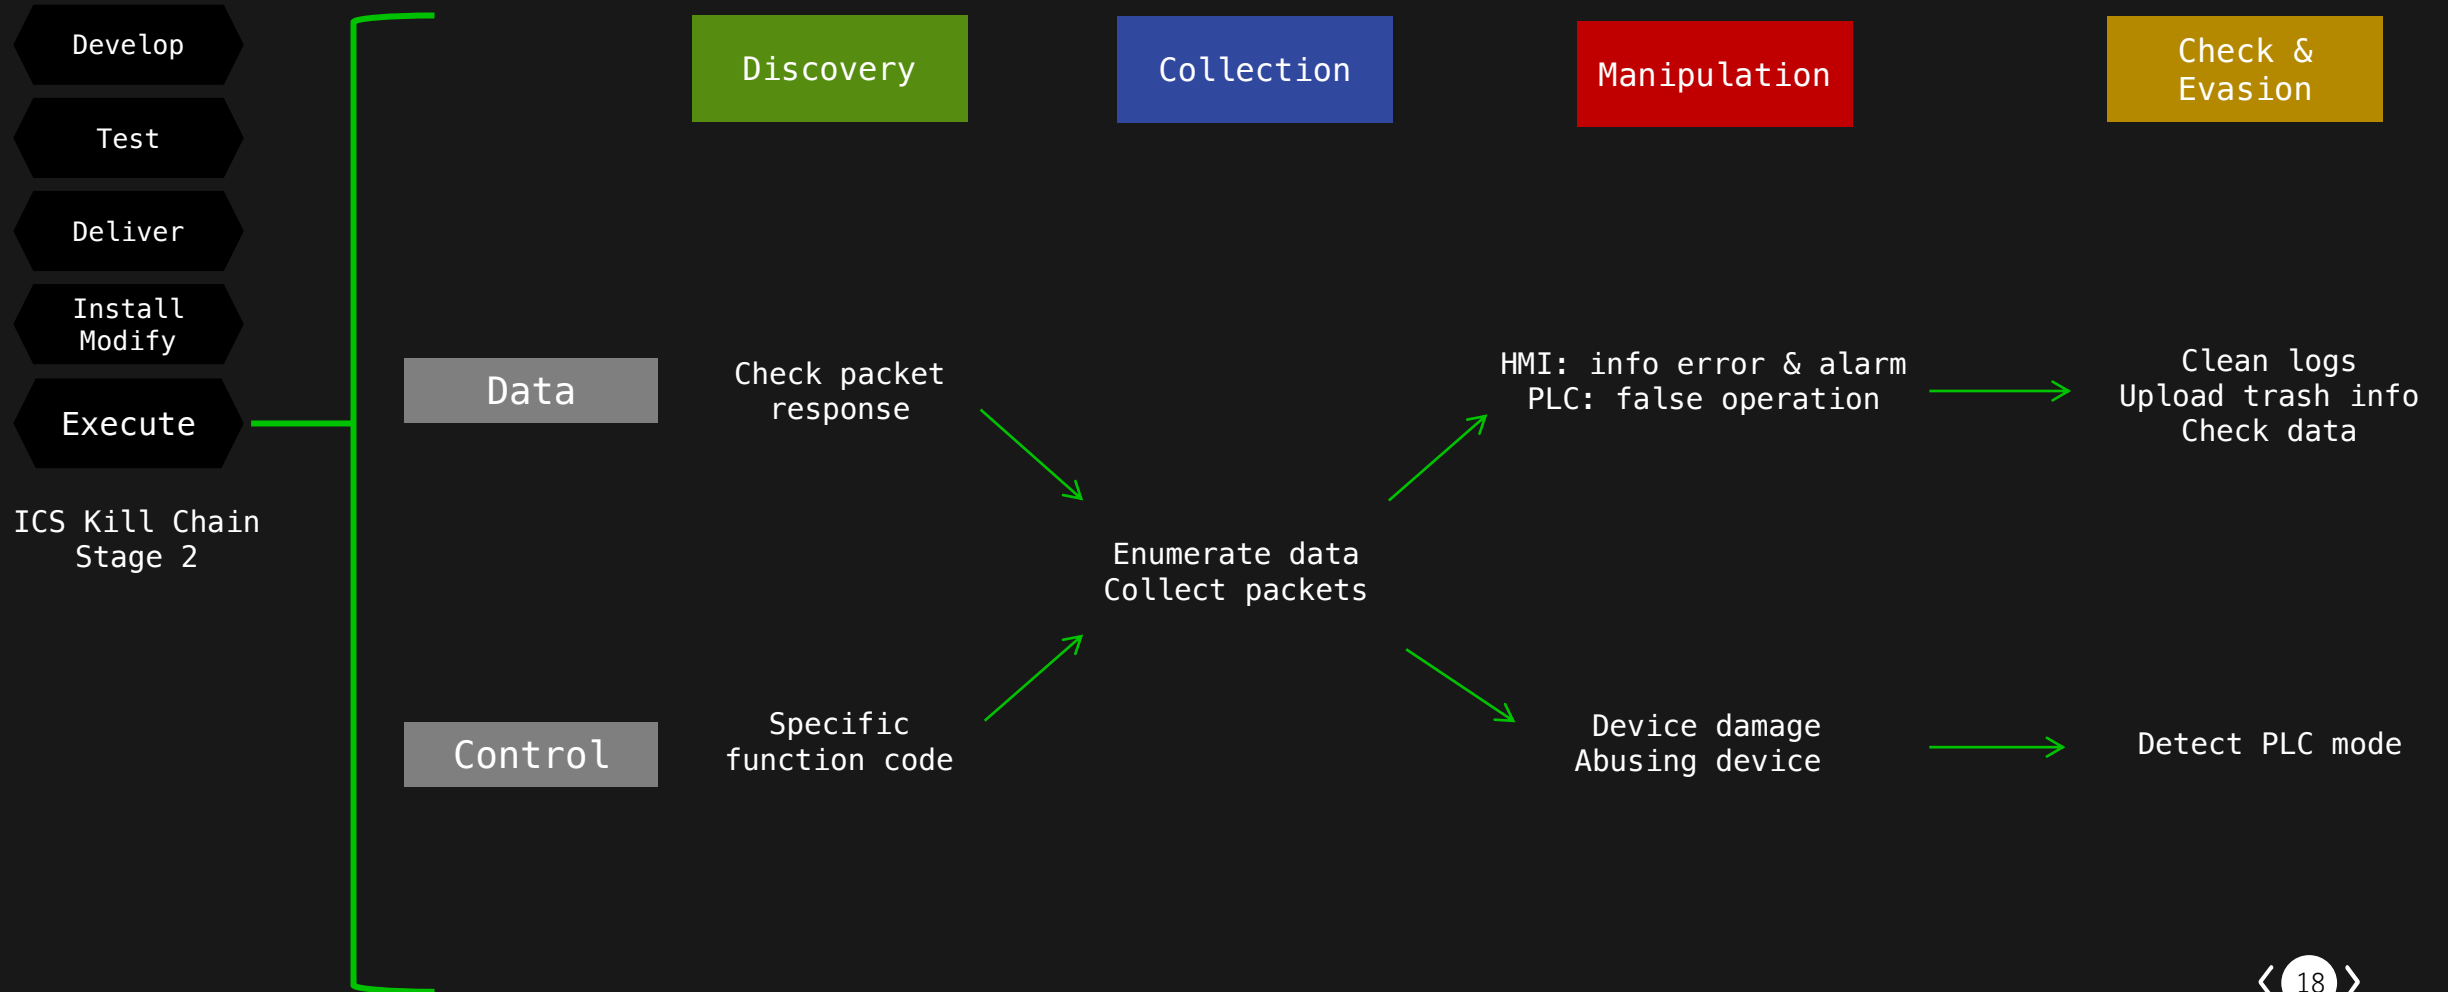 Develop
Test
Deliver
Install
Modify
Execute
ICS Kill Chain
Stage 2
Discovery
Collection
Manipulation
Check &
Evasion
Data
Check packet
response
Enumerate data
Collect packets
HMI: info error & alarm
PLC: false operation
Clean logs
Upload trash info
Check data
Control
Specific
function code
Device damage
Abusing device
Detect PLC mode
18